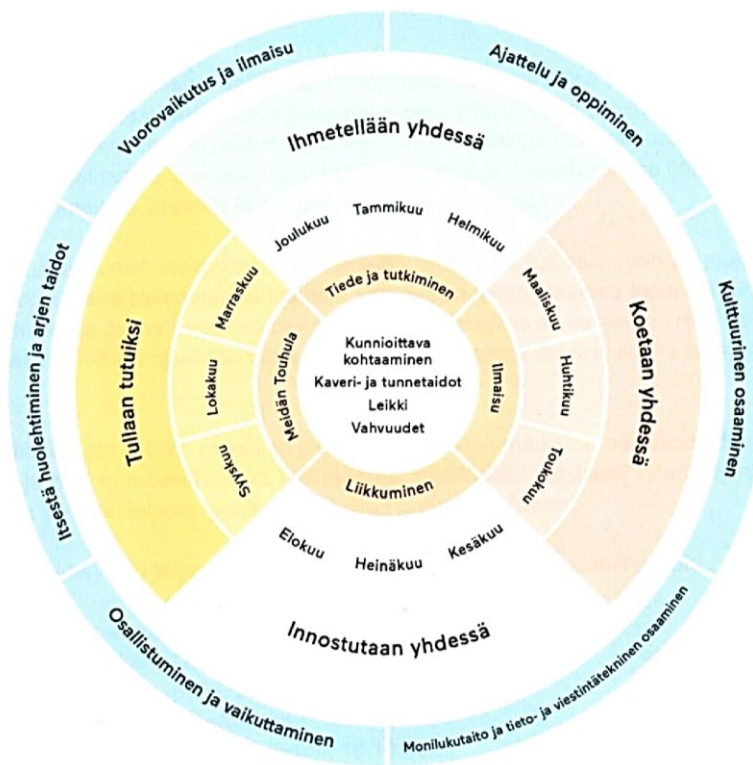 Vuorovaikutus ja ilmaisu
Ajattelu ja oppiminen
Kulttuurinen osaaminen
Monilukutaito ja tieto- ja viestintätekninen osaaminen
Osallistuminen ja vaikuttaminen
Itsestä huolehtiminen ja arjen taidot
Ihmetellään yhdessä
Joulukuu
Tammikuu
Helmikuu
Tiede ja tutkiminen
Koetaan yhdessä
Maaliskuu
Huhtikuu
Toukokuu
Ilmaisu
Innostutaan yhdessä
Kesäkuu
Heinäkuu
Elokuu
Liikkuminen
Tullaan tutuiksi
Syyskuu
Lokakuu
Marraskuu
Meidän Touhula
Kunnioittava
kohtaaminen
Kaveri- ja tunnetaidot
Leikki
Vahvuudet